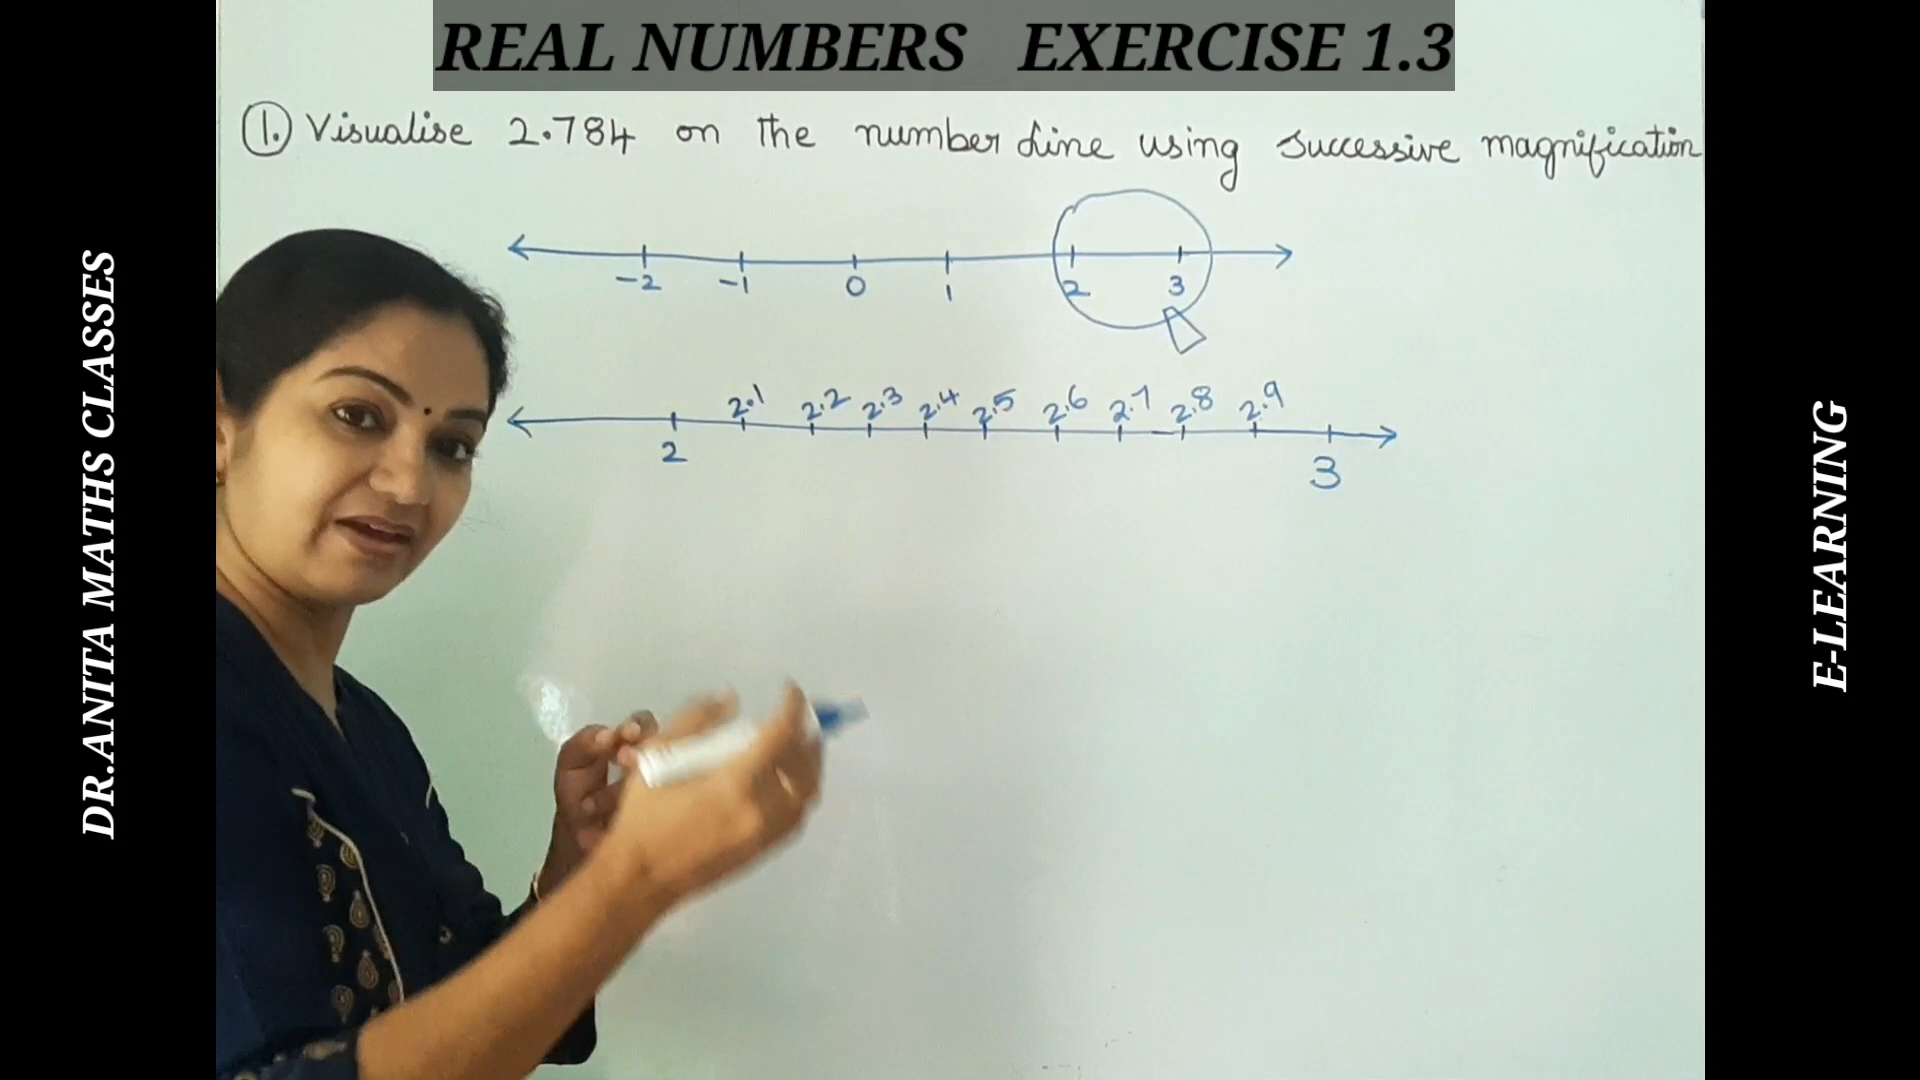 REAL NUMBERS EXERCISE 1.3
1. Visualise 2.784 on the number line using successive magnification
-2 -1 0 1 2 3
2.1 2.2 2.3 2.4 2.5 2.6 2.7 2.8 2.9
2 3
DR.ANITA MATHS CLASSES
E-LEARNING